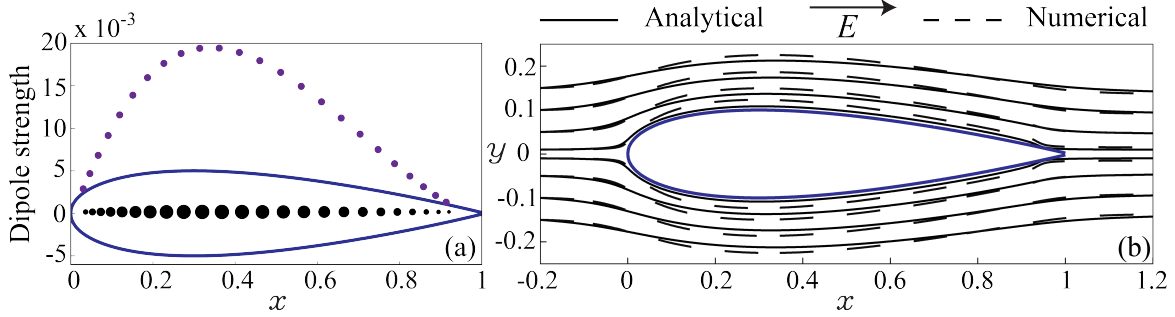 Analytical E Numerical
x 10⁻³
20
15
10
5
0
-5
Dipole strength
(a)
0 0.2 0.4 0.6 0.8 1
x
0.2
0.1
y 0
-0.1
-0.2
(b)
-0.2 0 0.2 0.4 0.6 0.8 1.0 1.2
x